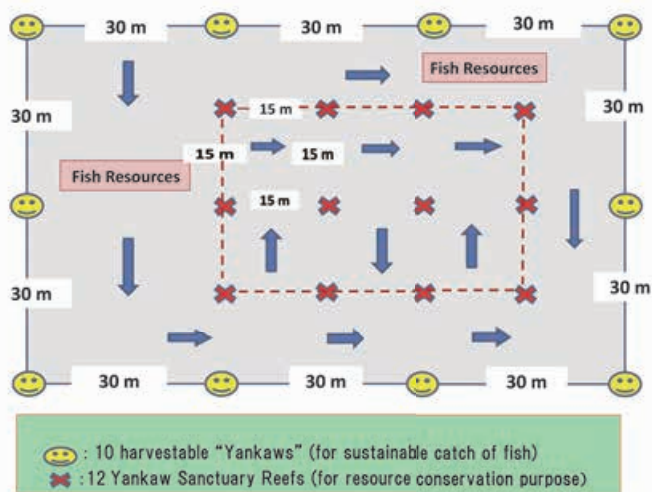 30 m 30 m 30 m
Fish Resources
30 m 30 m
15 m
15 m 15 m
Fish Resources
15 m
30 m 30 m
30 m 30 m 30 m
: 10 harvestable “Yankaws” (for sustainable catch of fish)
: 12 Yankaw Sanctuary Reefs (for resource conservation purpose)